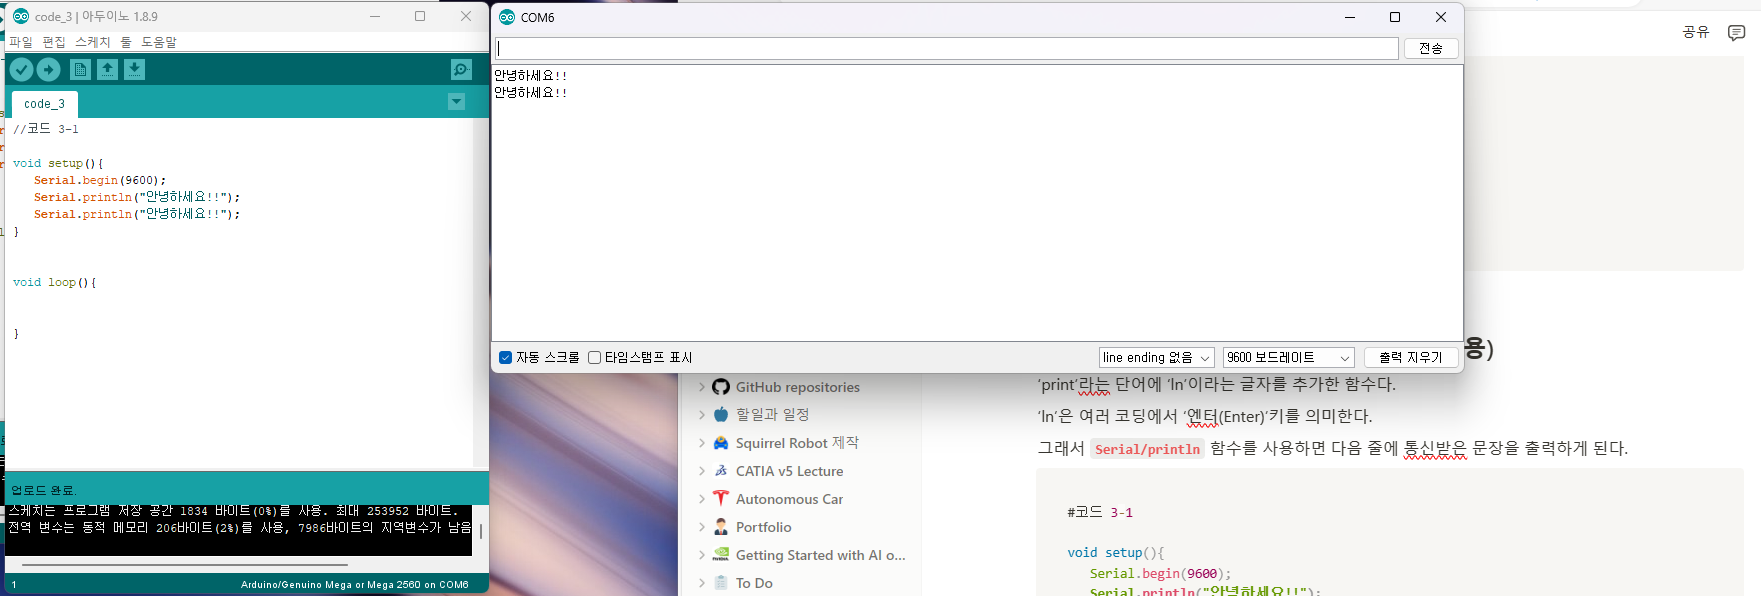 code_3 | 아두이노 1.8.9
파일 편집 스케치 툴 도움말
code_3
//코드 3-1
void setup(){
Serial.begin(9600);
Serial.println("안녕하세요!!");
Serial.println("안녕하세요!!");
}
void loop(){
}
업로드 완료.
스케치는 프로그램 저장 공간 1834 바이트(0%)를 사용. 최대 253952 바이트.
전역 변수는 동적 메모리 206바이트(2%)를 사용, 7986바이트의 지역변수가 남음
1
Arduino/Genuino Mega or Mega 2560 on COM6
COM6
전송
안녕하세요!!
안녕하세요!!
자동 스크롤 타임스탬프 표시
line ending 없음
9600 보드레이트
출력 지우기
GitHub repositories
할일과 일정
Squirrel Robot 제작
CATIA v5 Lecture
Autonomous Car
Portfolio
Getting Started with AI o...
To Do
공유
용)
'print'라는 단어에 'ln'이라는 글자를 추가한 함수다.
'ln'은 여러 코딩에서 '엔터(Enter)'키를 의미한다.
그래서 Serial/println 함수를 사용하면 다음 줄에 통신받은 문장을 출력하게 된다.
#코드 3-1
void setup(){
Serial.begin(9600);
Serial.println("안녕하세요!!");